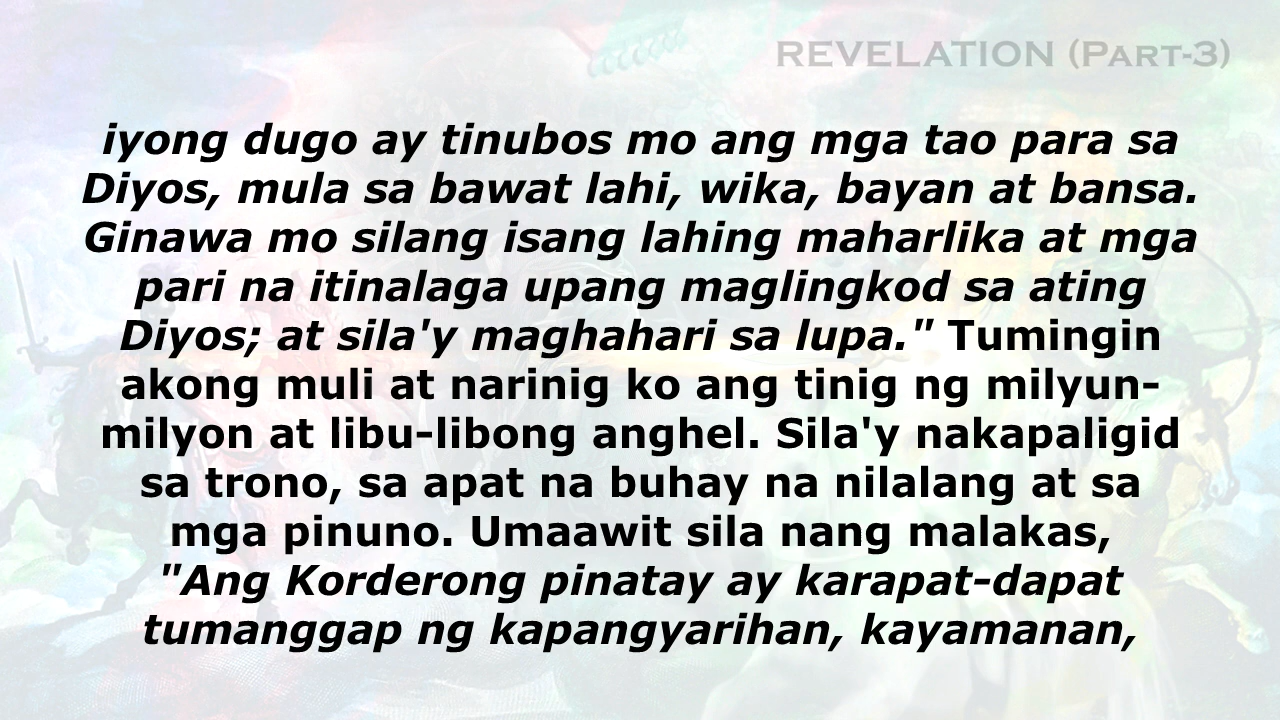 REVELATION (PART-3)
iyong dugo ay tinubos mo ang mga tao para sa
Diyos, mula sa bawat lahi, wika, bayan at bansa.
Ginawa mo silang isang lahing maharlika at mga
pari na itinalaga upang maglingkod sa ating
Diyos; at sila'y maghahari sa lupa." Tumingin
akong muli at narinig ko ang tinig ng milyun-
milyon at libu-libong anghel. Sila'y nakapaligid
sa trono, sa apat na buhay na nilalang at sa
mga pinuno. Umaawit sila nang malakas,
"Ang Korderong pinatay ay karapat-dapat
tumanggap ng kapangyarihan, kayamanan,